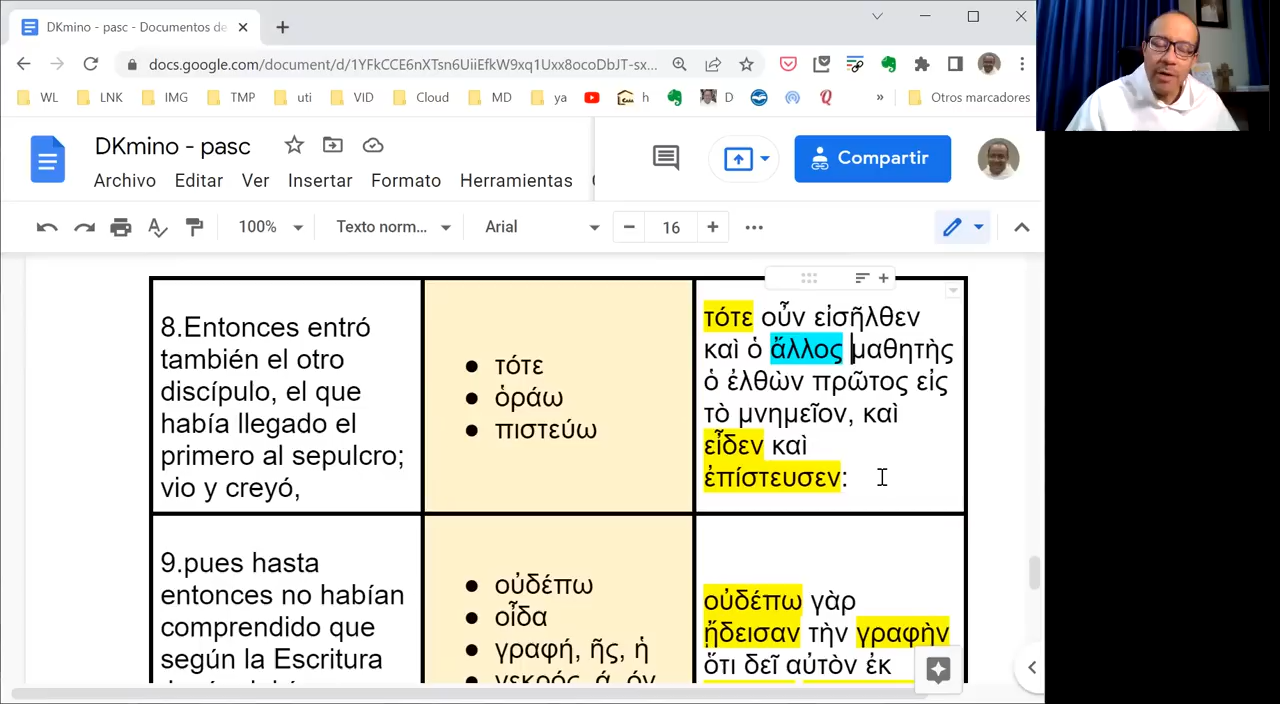 DKmino - pasc - Documentos de
docs.google.com/document/d/1YFkCCE6nXTsn6UiiEfkW9xq1Uxx8ocoDbJT-sx...
WL LNK IMG TMP uti VID Cloud MD ya h D » Otros marcadores
DKmino - pasc
Compartir
Archivo Editar Ver Insertar Formato Herramientas
100% Texto norm... Arial 16
8.Entonces entró
también el otro
discípulo, el que
había llegado el
primero al sepulcro;
vio y creyó,
τότε
ὁράω
πιστεύω
τότε οὖν εἰσῆλθεν
καὶ ὁ ἄλλος μαθητὴς
ὁ ἐλθὼν πρῶτος εἰς
τὸ μνημεῖον, καὶ
εἶδεν καὶ
ἐπίστευσεν:
9.pues hasta
entonces no habían
comprendido que
según la Escritura
οὐδέπω
οἶδα
γραφή, ῆς, ἡ
νεκρός, ά, όν
οὐδέπω γὰρ
ᾔδεισαν τὴν γραφὴν
ὅτι δεῖ αὐτὸν ἐκ